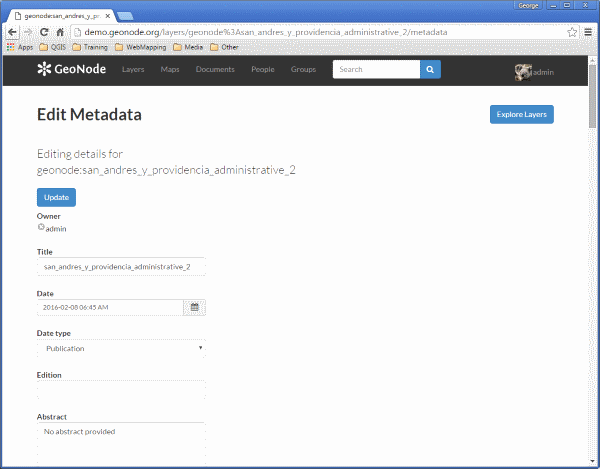 George
geonode:san_andres_y_prov
demo.geonode.org/layers/geonode%3Asan_andres_y_providencia_administrative_2/metadata
Apps QGIS Training WebMapping Media Other
GeoNode Layers Maps Documents People Groups Search admin
Edit Metadata
Explore Layers
Editing details for
geonode:san_andres_y_providencia_administrative_2
Update
Owner
admin
Title
san_andres_y_providencia_administrative_2
Date
2016-02-08 06:45 AM
Date type
Publication
Edition
Abstract
No abstract provided